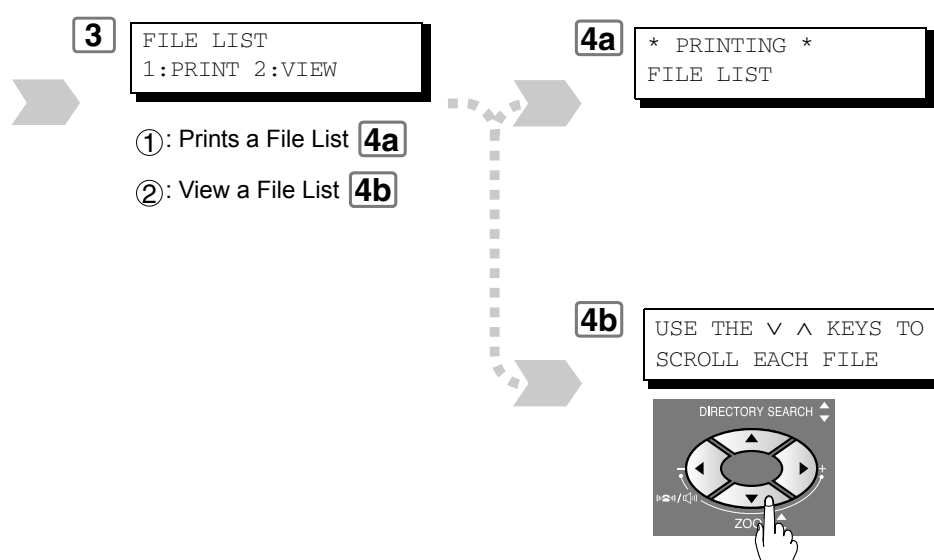 3
FILE LIST
1:PRINT 2:VIEW
①: Prints a File List 4a
②: View a File List 4b
4a
* PRINTING *
FILE LIST
4b
USE THE ∨ ∧ KEYS TO
SCROLL EACH FILE
DIRECTORY SEARCH
- +